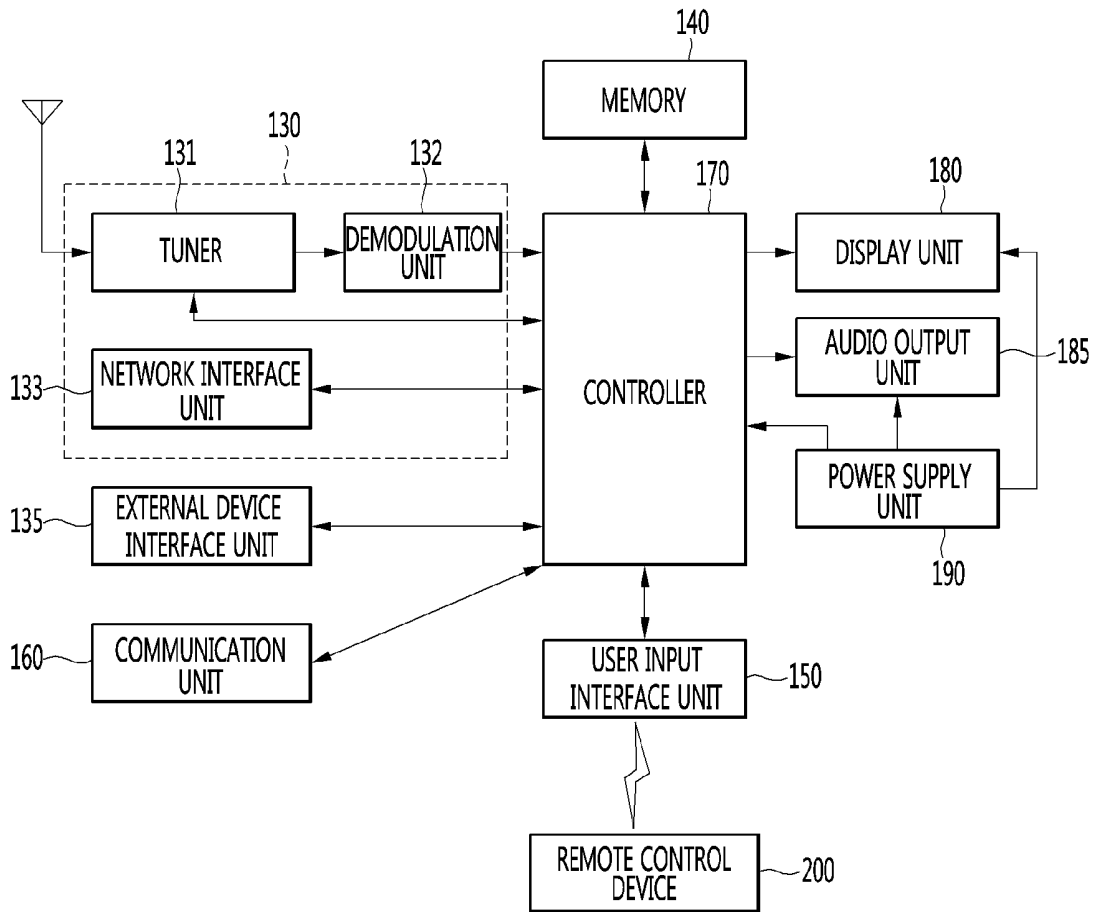 140
MEMORY
130
131
132
170
180
TUNER
DEMODULATION
UNIT
DISPLAY UNIT
AUDIO OUTPUT
UNIT
185
133
NETWORK INTERFACE
UNIT
CONTROLLER
POWER SUPPLY
UNIT
190
135
EXTERNAL DEVICE
INTERFACE UNIT
160
COMMUNICATION
UNIT
USER INPUT
INTERFACE UNIT
150
REMOTE CONTROL
DEVICE
200